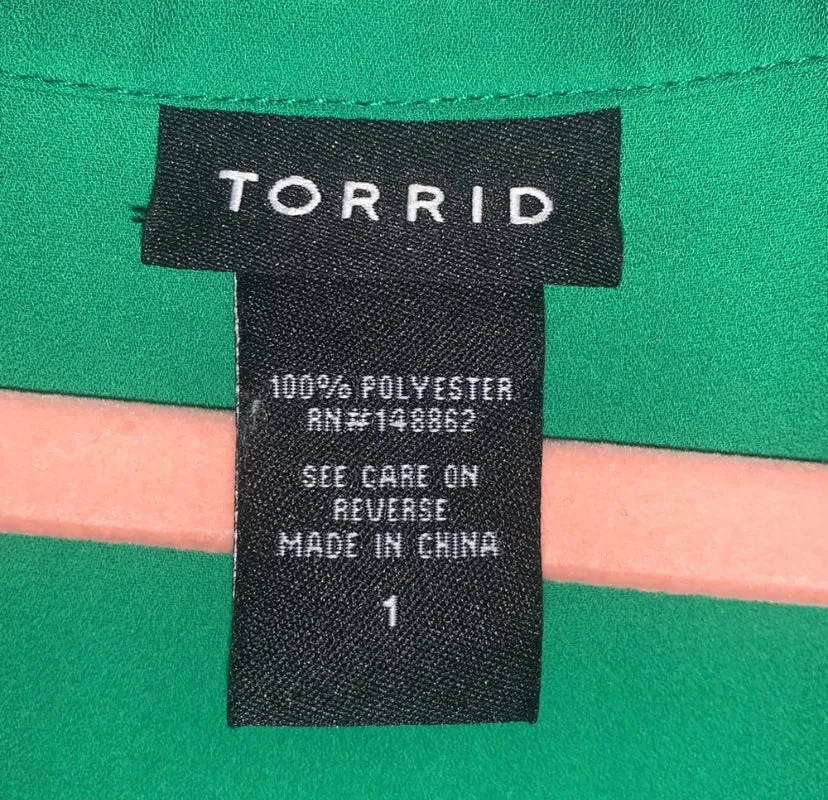 TORRID
100% POLYESTER
RN#148862
SEE CARE ON
REVERSE
MADE IN CHINA
1